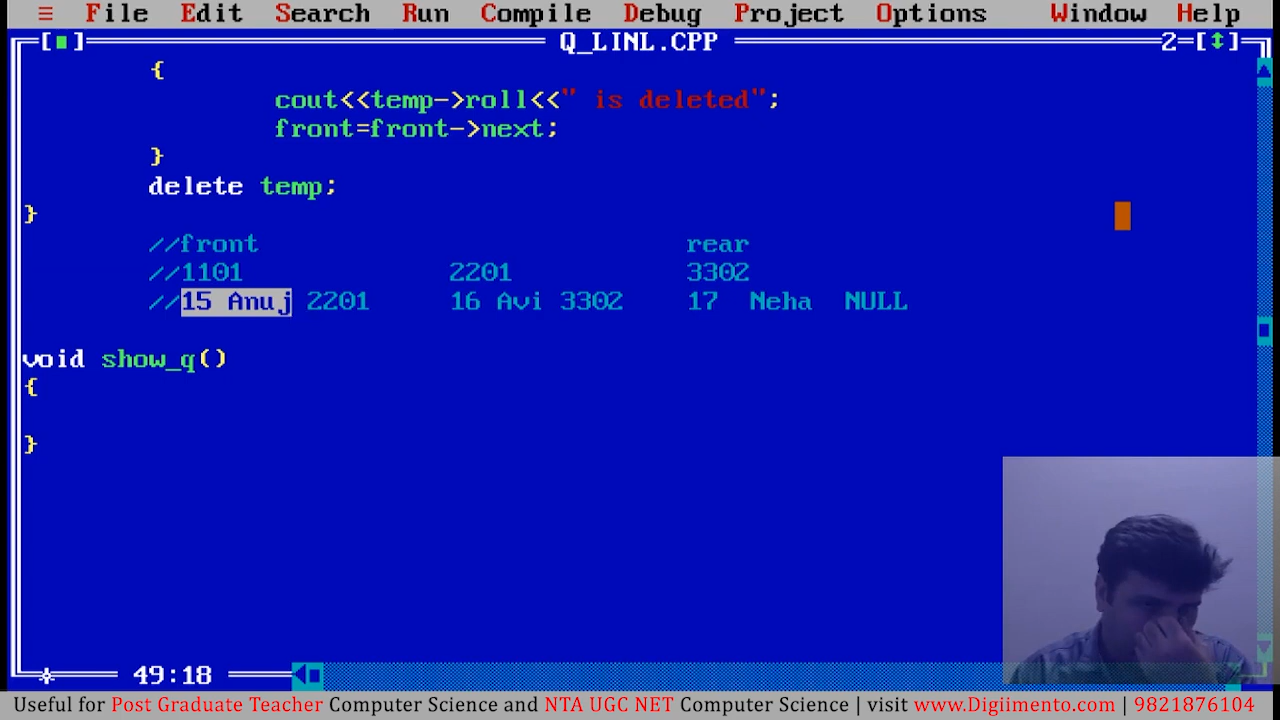 ≡ File Edit Search Run Compile Debug Project Options Window Help
[■] Q_LINL.CPP 2=[↕]
{
cout<<temp->roll<<" is deleted";
front=front->next;
}
delete temp;
}
//front rear
//1101 2201 3302
//15 Anuj 2201 16 Avi 3302 17 Neha NULL
void show_q()
{
}
49:18
Useful for Post Graduate Teacher Computer Science and NTA UGC NET Computer Science | visit www.Digiimento.com | 9821876104